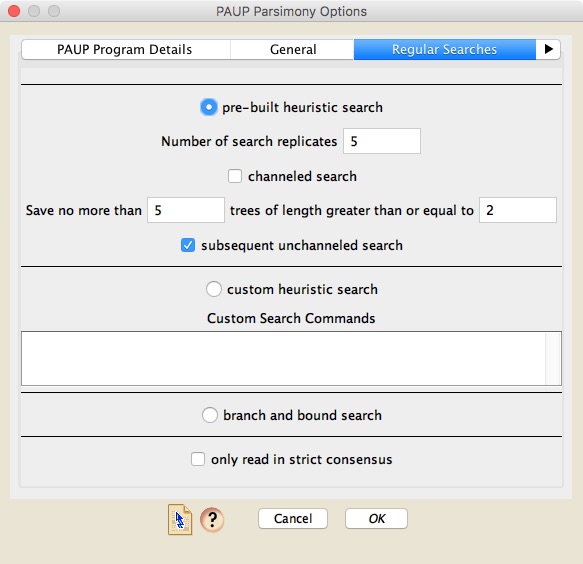 PAUP Parsimony Options
PAUP Program Details General Regular Searches
pre-built heuristic search
Number of search replicates 5
channeled search
Save no more than 5 trees of length greater than or equal to 2
subsequent unchanneled search
custom heuristic search
Custom Search Commands
branch and bound search
only read in strict consensus
? Cancel OK